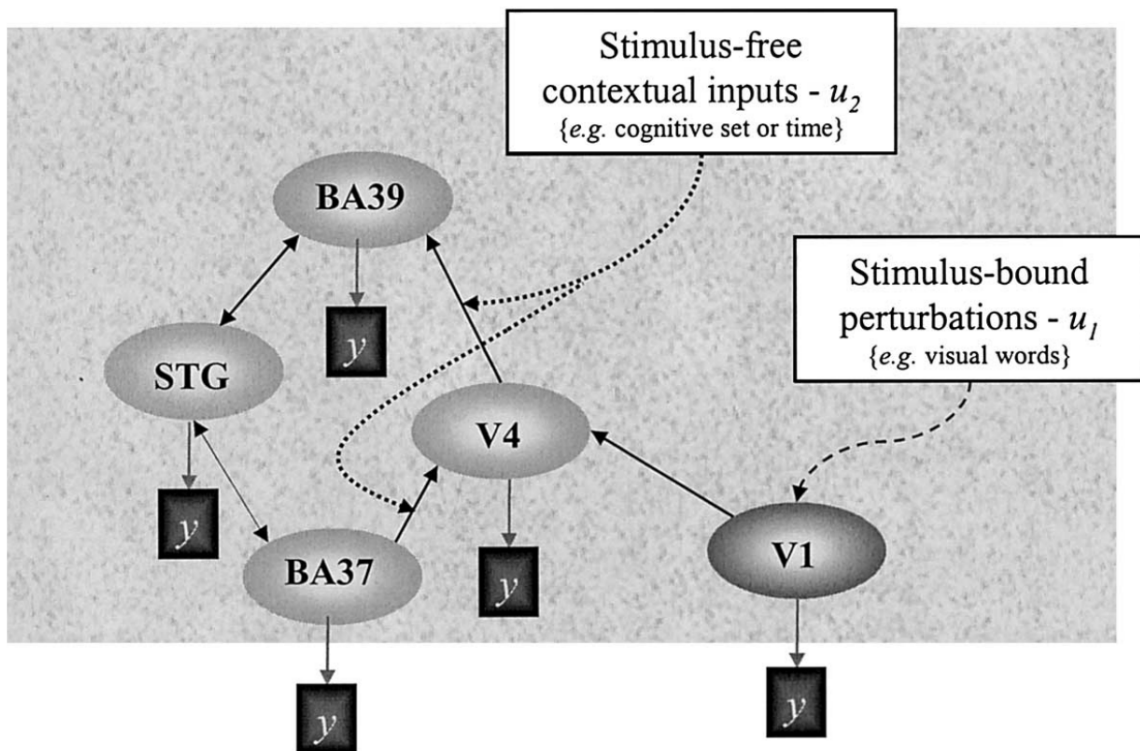 Stimulus-free
contextual inputs - u₂
{e.g. cognitive set or time}
BA39
Stimulus-bound
perturbations - u₁
{e.g. visual words}
y
STG
V4
y
V1
BA37
y
y
y